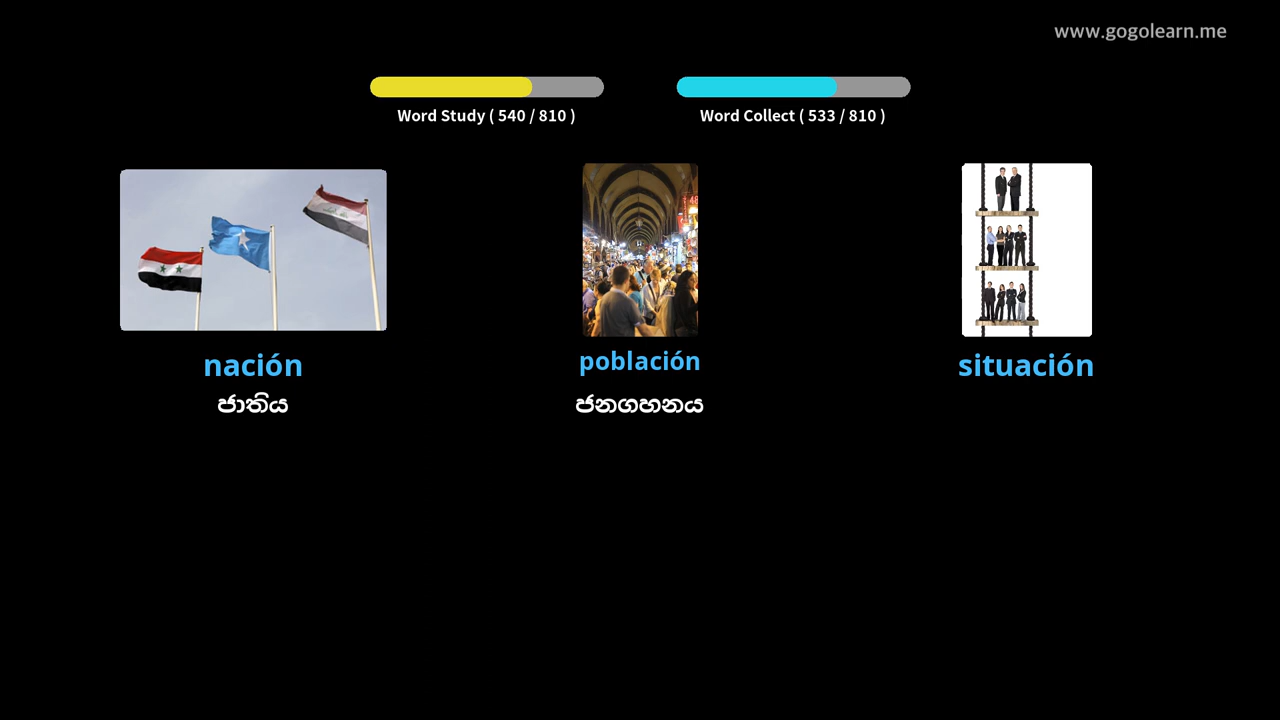 www.gogolearn.me
Word Study ( 540 / 810 )
Word Collect ( 533 / 810 )
nación
población
situación
ජාතිය
ජනගහනය